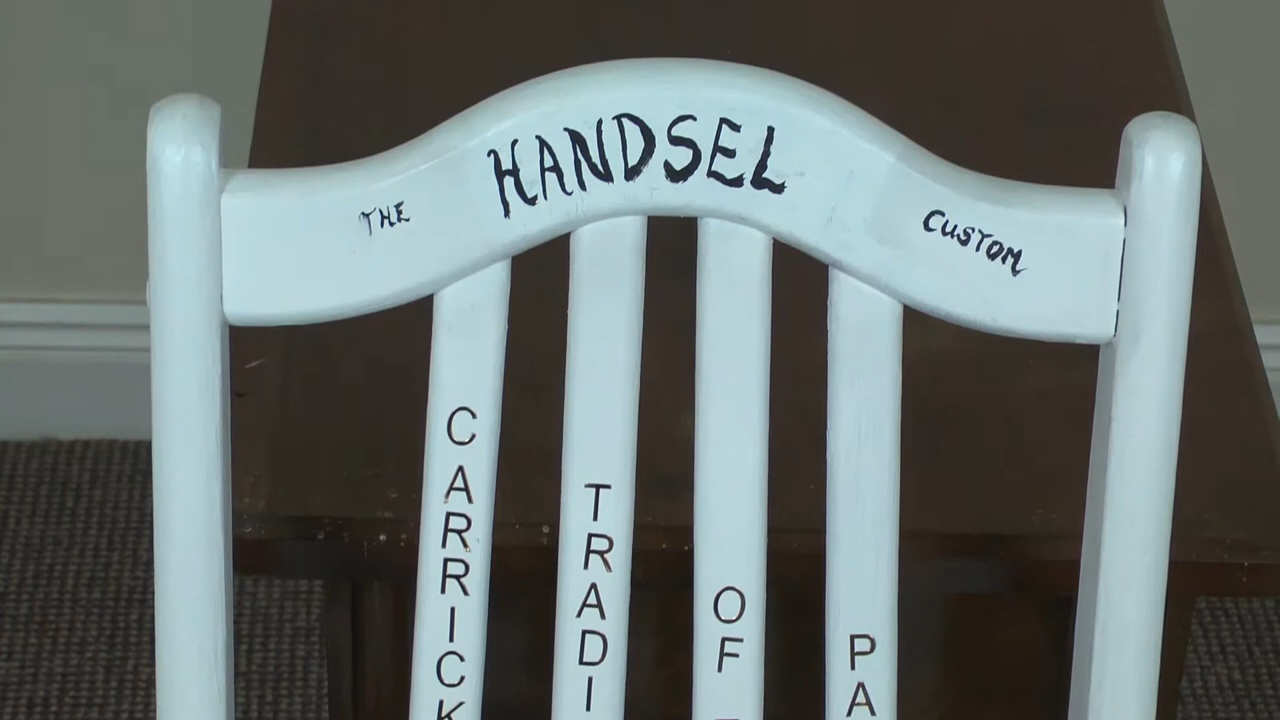 THE HANDSEL CUSTOM
CARRICK
TRADI
OF
PA